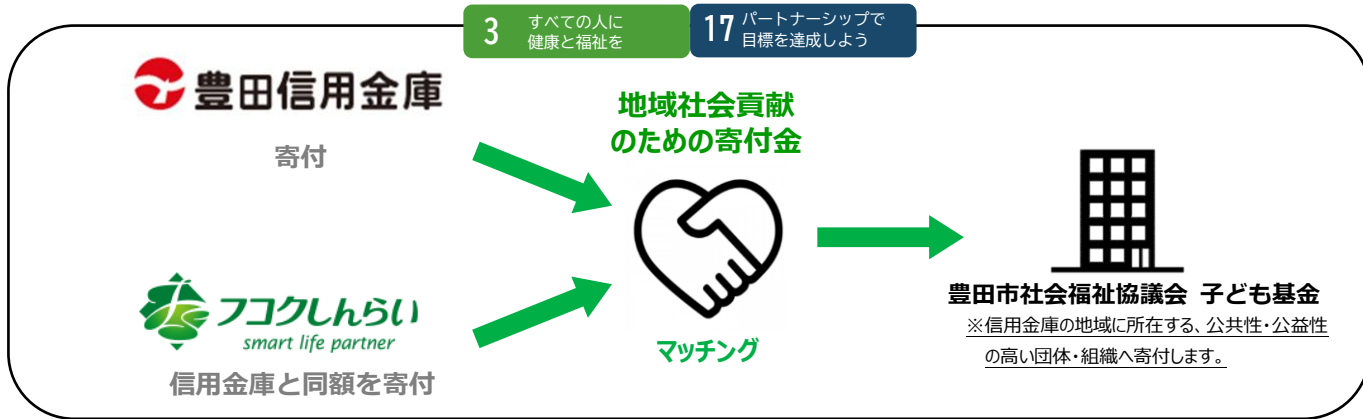 3
すべての人に
健康と福祉を
17
パートナーシップで
目標を達成しよう
豊田信用金庫
寄付
地域社会貢献
のための寄付金
マッチング
フコクしんらい
smart life partner
信用金庫と同額を寄付
豊田市社会福祉協議会 子ども基金
※信用金庫の地域に所在する、公共性・公益性
の高い団体・組織へ寄付します。